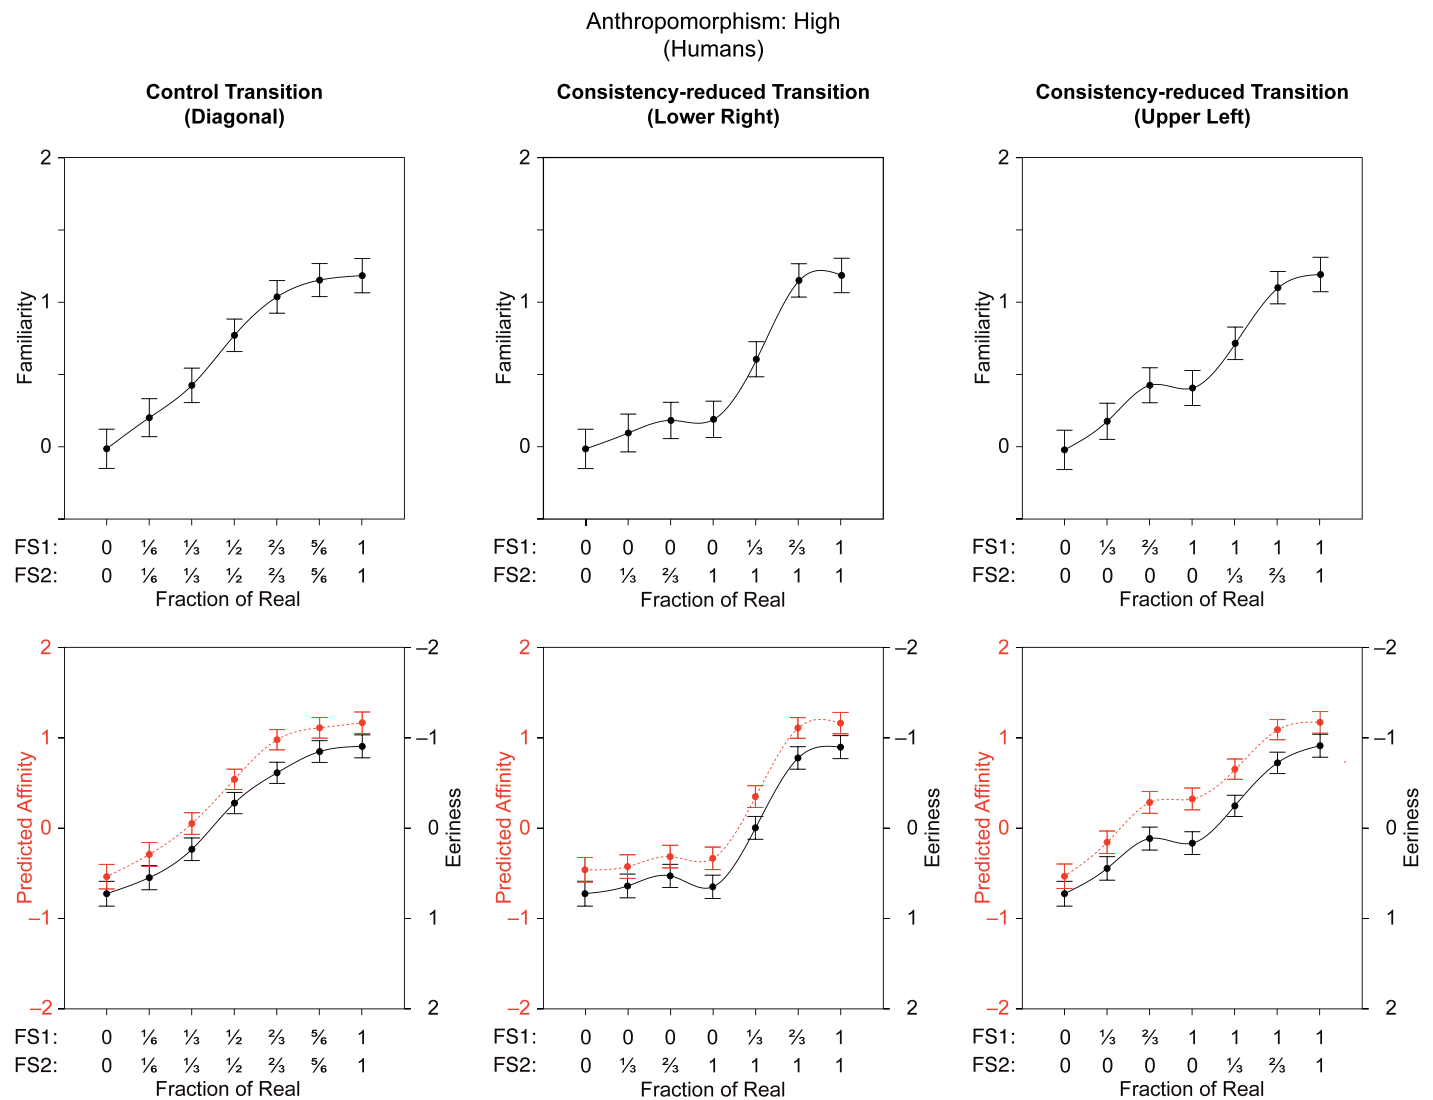 Anthropomorphism: High
(Humans)
Control Transition
(Diagonal)
Consistency-reduced Transition
(Lower Right)
Consistency-reduced Transition
(Upper Left)
2
1
0
Familiarity
FS1: 0 ⅙ ⅓ ½ ⅔ ⅚ 1
FS2: 0 ⅙ ⅓ ½ ⅔ ⅚ 1
Fraction of Real
2
1
0
Familiarity
FS1: 0 0 0 0 ⅓ ⅔ 1
FS2: 0 ⅓ ⅔ 1 1 1 1
Fraction of Real
2
1
0
Familiarity
FS1: 0 ⅓ ⅔ 1 1 1 1
FS2: 0 0 0 0 ⅓ ⅔ 1
Fraction of Real
2
1
0
–1
–2
Predicted Affinity
–2
–1
0
1
2
Eeriness
FS1: 0 ⅙ ⅓ ½ ⅔ ⅚ 1
FS2: 0 ⅙ ⅓ ½ ⅔ ⅚ 1
Fraction of Real
2
1
0
–1
–2
Predicted Affinity
–2
–1
0
1
2
Eeriness
FS1: 0 0 0 0 ⅓ ⅔ 1
FS2: 0 ⅓ ⅔ 1 1 1 1
Fraction of Real
2
1
0
–1
–2
Predicted Affinity
–2
–1
0
1
2
Eeriness
FS1: 0 ⅓ ⅔ 1 1 1 1
FS2: 0 0 0 0 ⅓ ⅔ 1
Fraction of Real